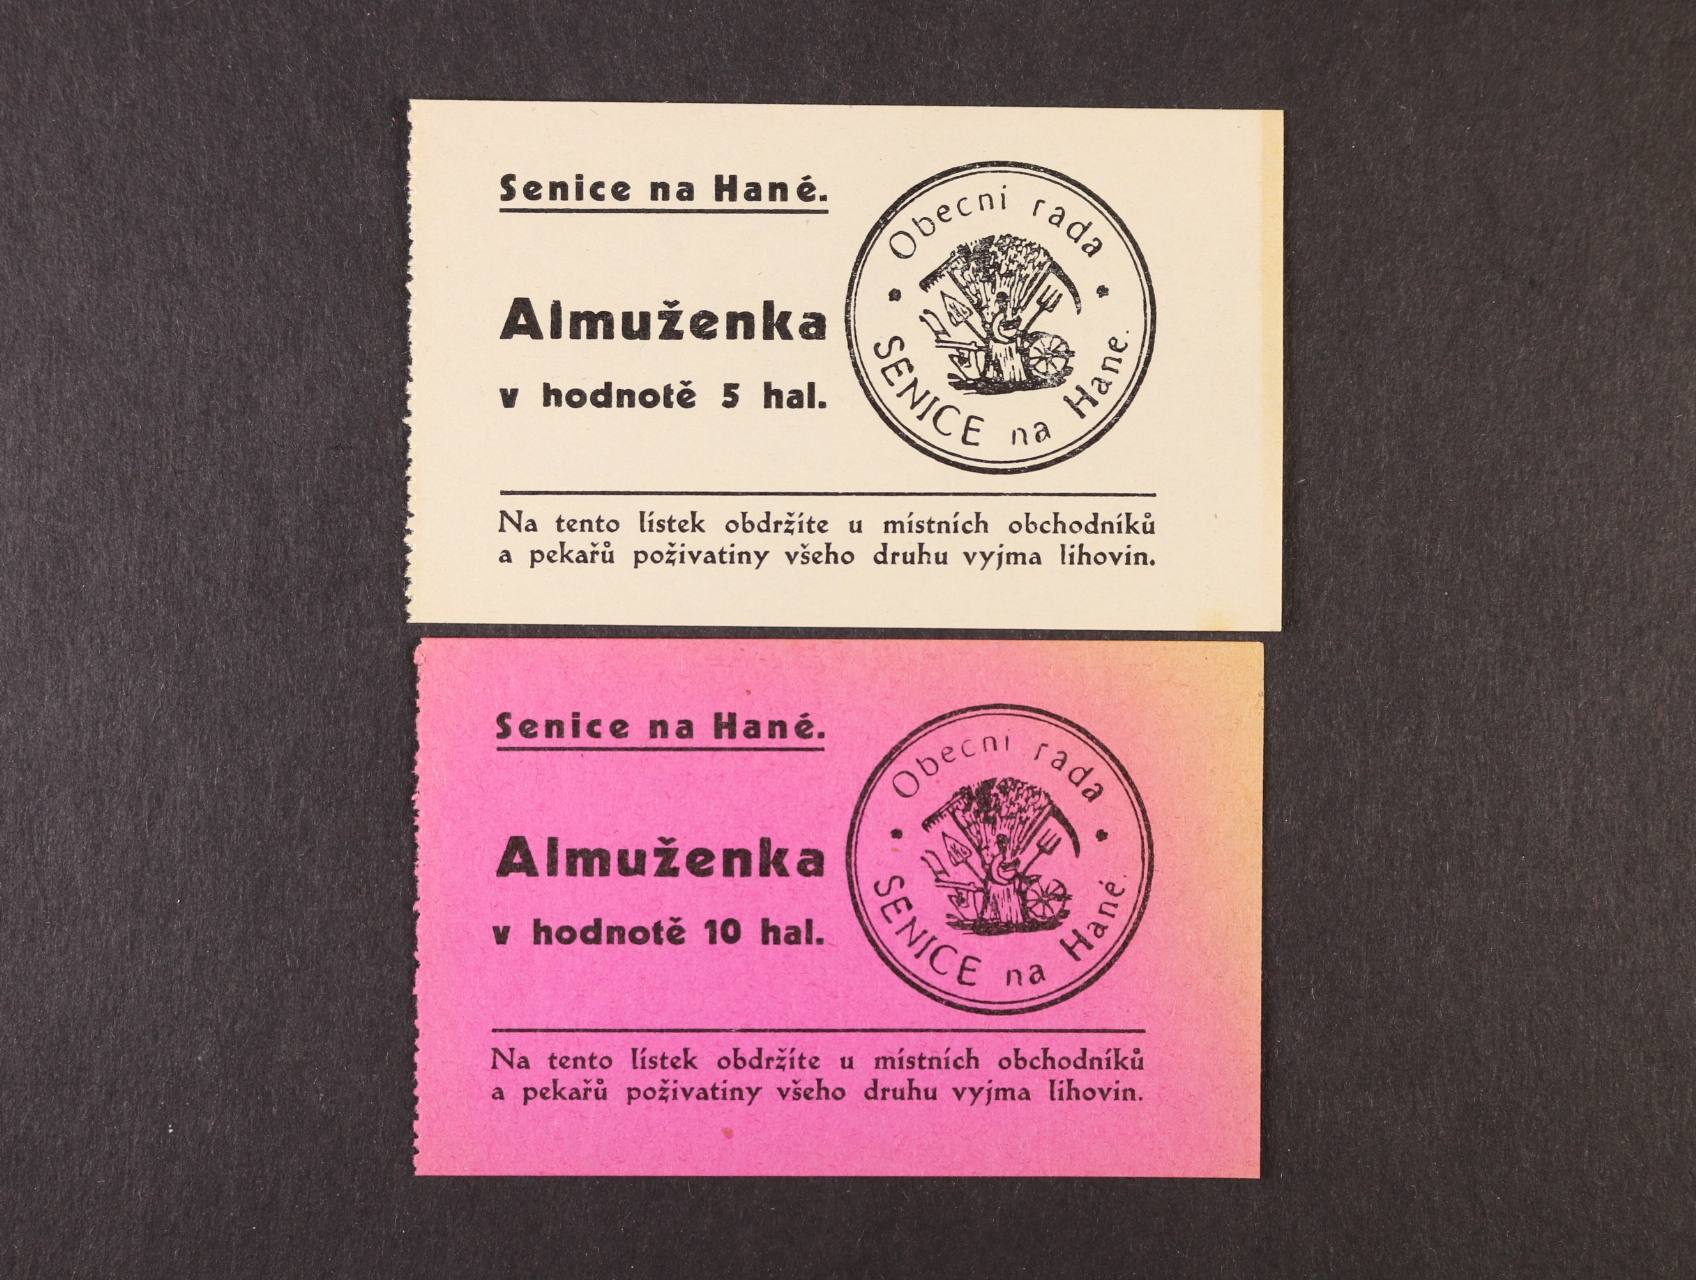 Senice na Hané.
Almuženka
v hodnotě 5 hal.
Obecní rada
SENICE na Hané.
Na tento lístek obdržíte u místních obchodníků
a pekařů poživatiny všeho druhu vyjma lihovin.
Senice na Hané.
Almuženka
v hodnotě 10 hal.
Obecní rada
SENICE na Hané.
Na tento lístek obdržíte u místních obchodníků
a pekařů poživatiny všeho druhu vyjma lihovin.